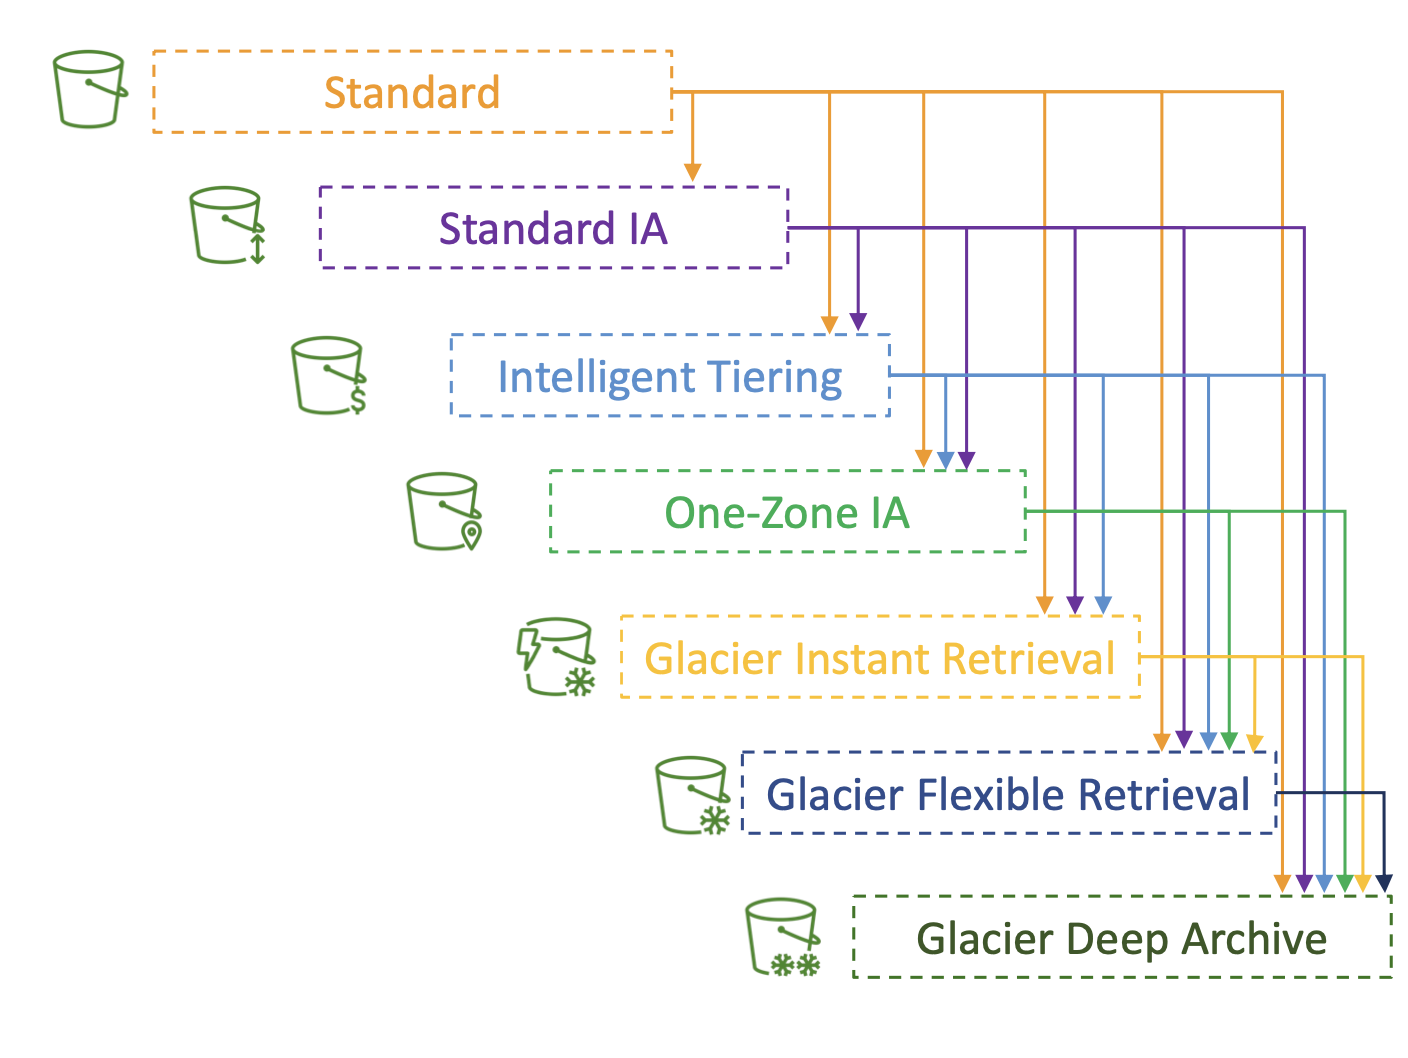 Standard
Standard IA
Intelligent Tiering
$
One-Zone IA
Glacier Instant Retrieval
Glacier Flexible Retrieval
Glacier Deep Archive